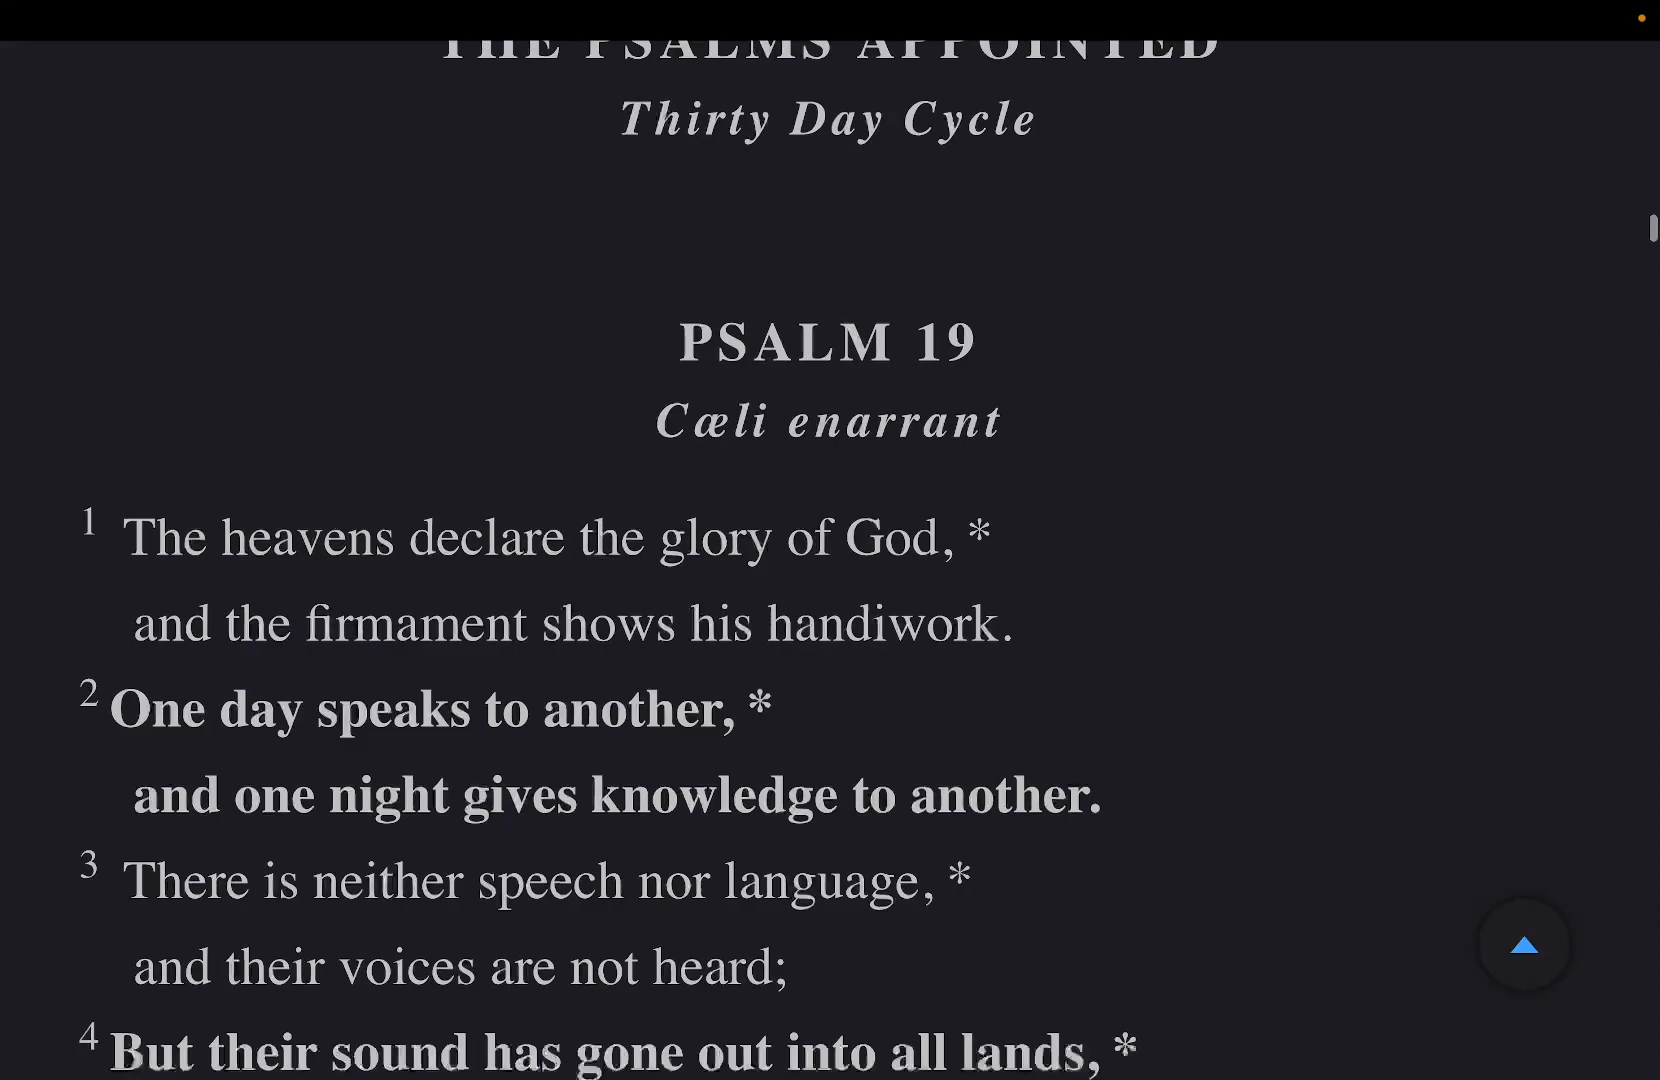 THE PSALMS APPOINTED
Thirty Day Cycle
PSALM 19
Cæli enarrant
1 The heavens declare the glory of God, *
and the firmament shows his handiwork.
2 One day speaks to another, *
and one night gives knowledge to another.
3 There is neither speech nor language, *
and their voices are not heard;
4 But their sound has gone out into all lands, *